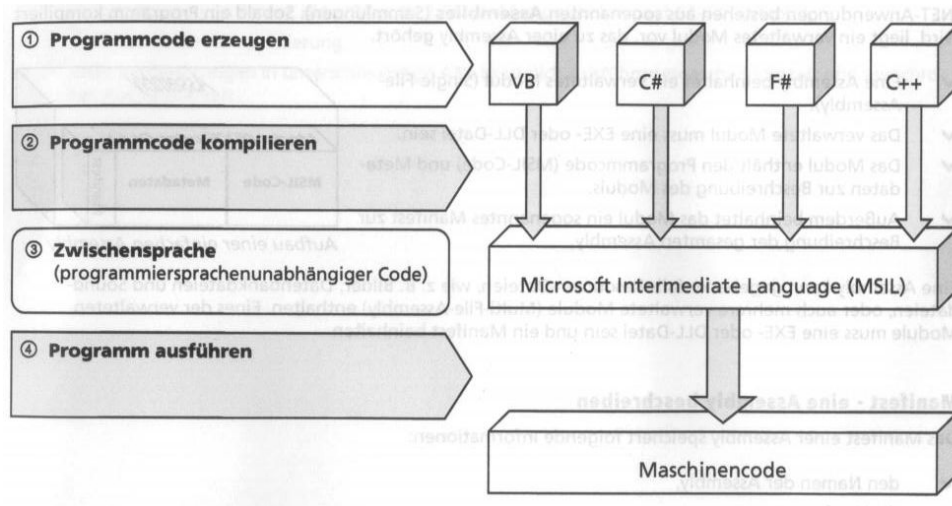 ① Programmcode erzeugen
VB C# F# C++
② Programmcode kompilieren
③ Zwischensprache
(programmiersprachenunabhängiger Code)
Microsoft Intermediate Language (MSIL)
④ Programm ausführen
Maschinencode